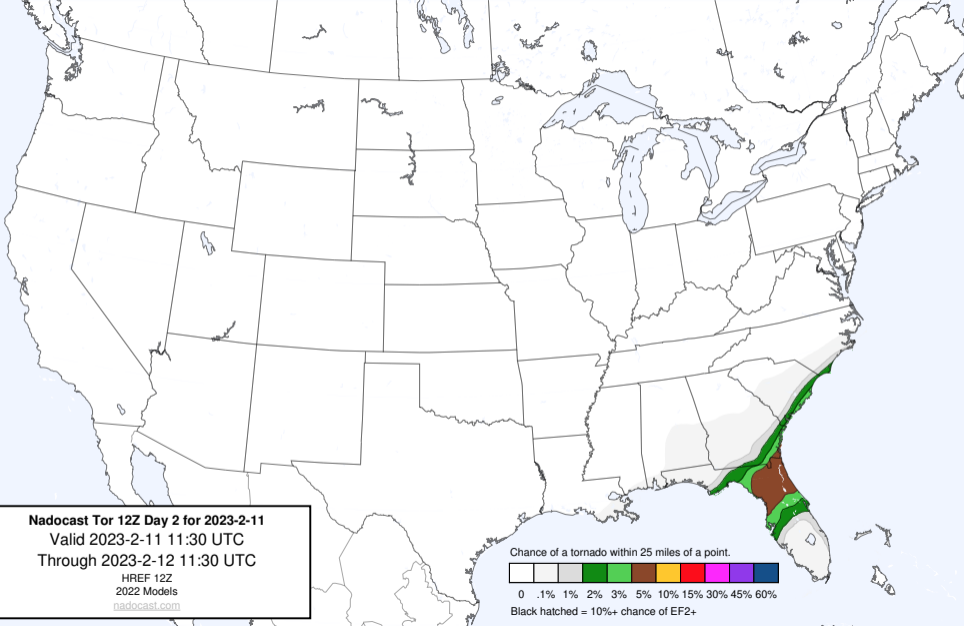 Nadocast Tor 12Z Day 2 for 2023-2-11
Valid 2023-2-11 11:30 UTC
Through 2023-2-12 11:30 UTC
HREF 12Z
2022 Models
nadocast.com
Chance of a tornado within 25 miles of a point.
0 .1% 1% 2% 3% 5% 10% 15% 30% 45% 60%
Black hatched = 10%+ chance of EF2+